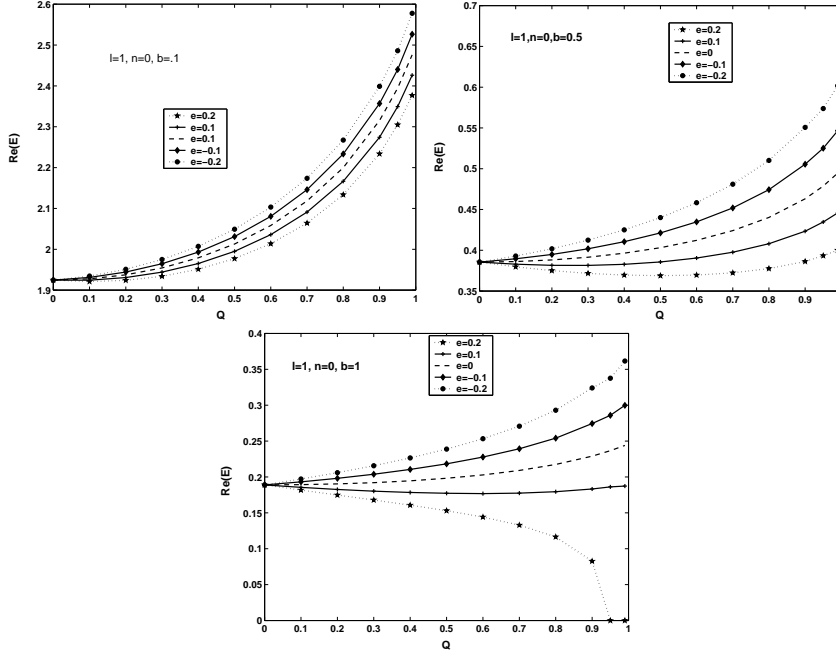 2.6
2.5
2.4
2.3
2.2
2.1
2
1.9
Re(E)
l=1, n=0, b=.1
e=0.2
e=0.1
e=0.1
e=−0.1
e=−0.2
0 0.1 0.2 0.3 0.4 0.5 0.6 0.7 0.8 0.9 1
Q
0.7
0.65
0.6
0.55
0.5
0.45
0.4
0.35
Re(E)
l=1,n=0,b=0.5
e=0.2
e=0.1
e=0
e=−0.1
e=−0.2
0 0.1 0.2 0.3 0.4 0.5 0.6 0.7 0.8 0.9
Q
0.4
0.35
0.3
0.25
0.2
0.15
0.1
0.05
0
Re(E)
l=1, n=0, b=1
e=0.2
e=0.1
e=0
e=−0.1
e=−0.2
0 0.1 0.2 0.3 0.4 0.5 0.6 0.7 0.8 0.9 1
Q